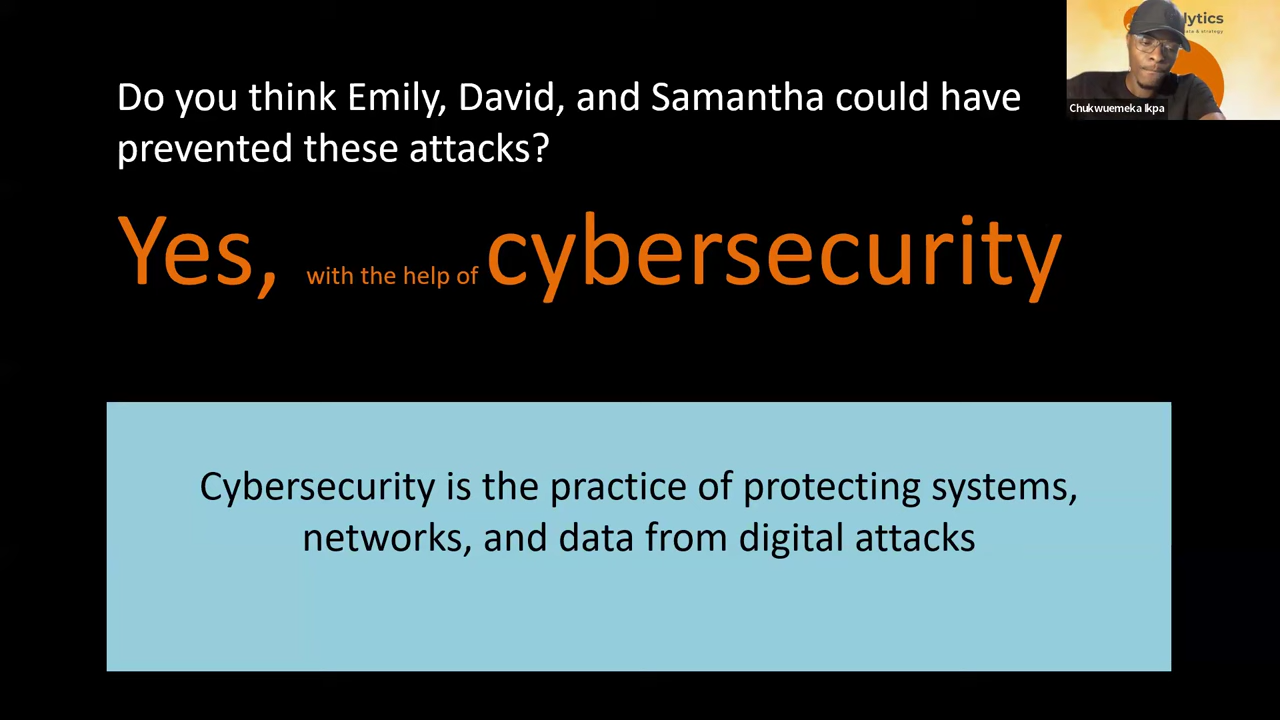 Do you think Emily, David, and Samantha could have
prevented these attacks?
Yes, with the help of cybersecurity
Cybersecurity is the practice of protecting systems,
networks, and data from digital attacks
Chukwuemeka Ikpa